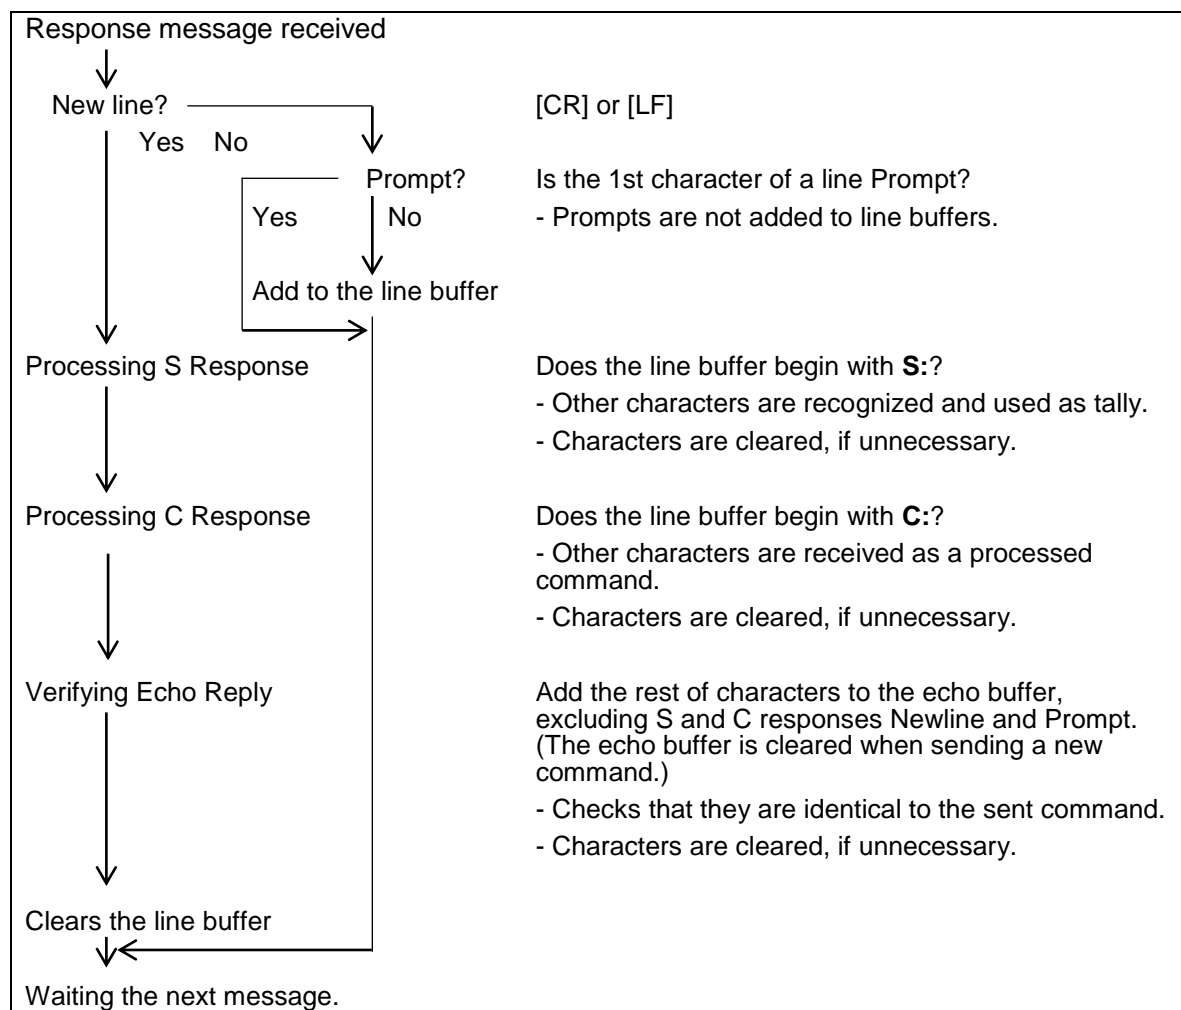 Response message received
New line? [CR] or [LF]
Yes No
Prompt? Is the 1st character of a line Prompt?
Yes No - Prompts are not added to line buffers.
Add to the line buffer
Processing S Response Does the line buffer begin with S:?
- Other characters are recognized and used as tally.
- Characters are cleared, if unnecessary.
Processing C Response Does the line buffer begin with C:?
- Other characters are received as a processed
command.
- Characters are cleared, if unnecessary.
Verifying Echo Reply Add the rest of characters to the echo buffer,
excluding S and C responses Newline and Prompt.
(The echo buffer is cleared when sending a new
command.)
- Checks that they are identical to the sent command.
- Characters are cleared, if unnecessary.
Clears the line buffer
Waiting the next message.